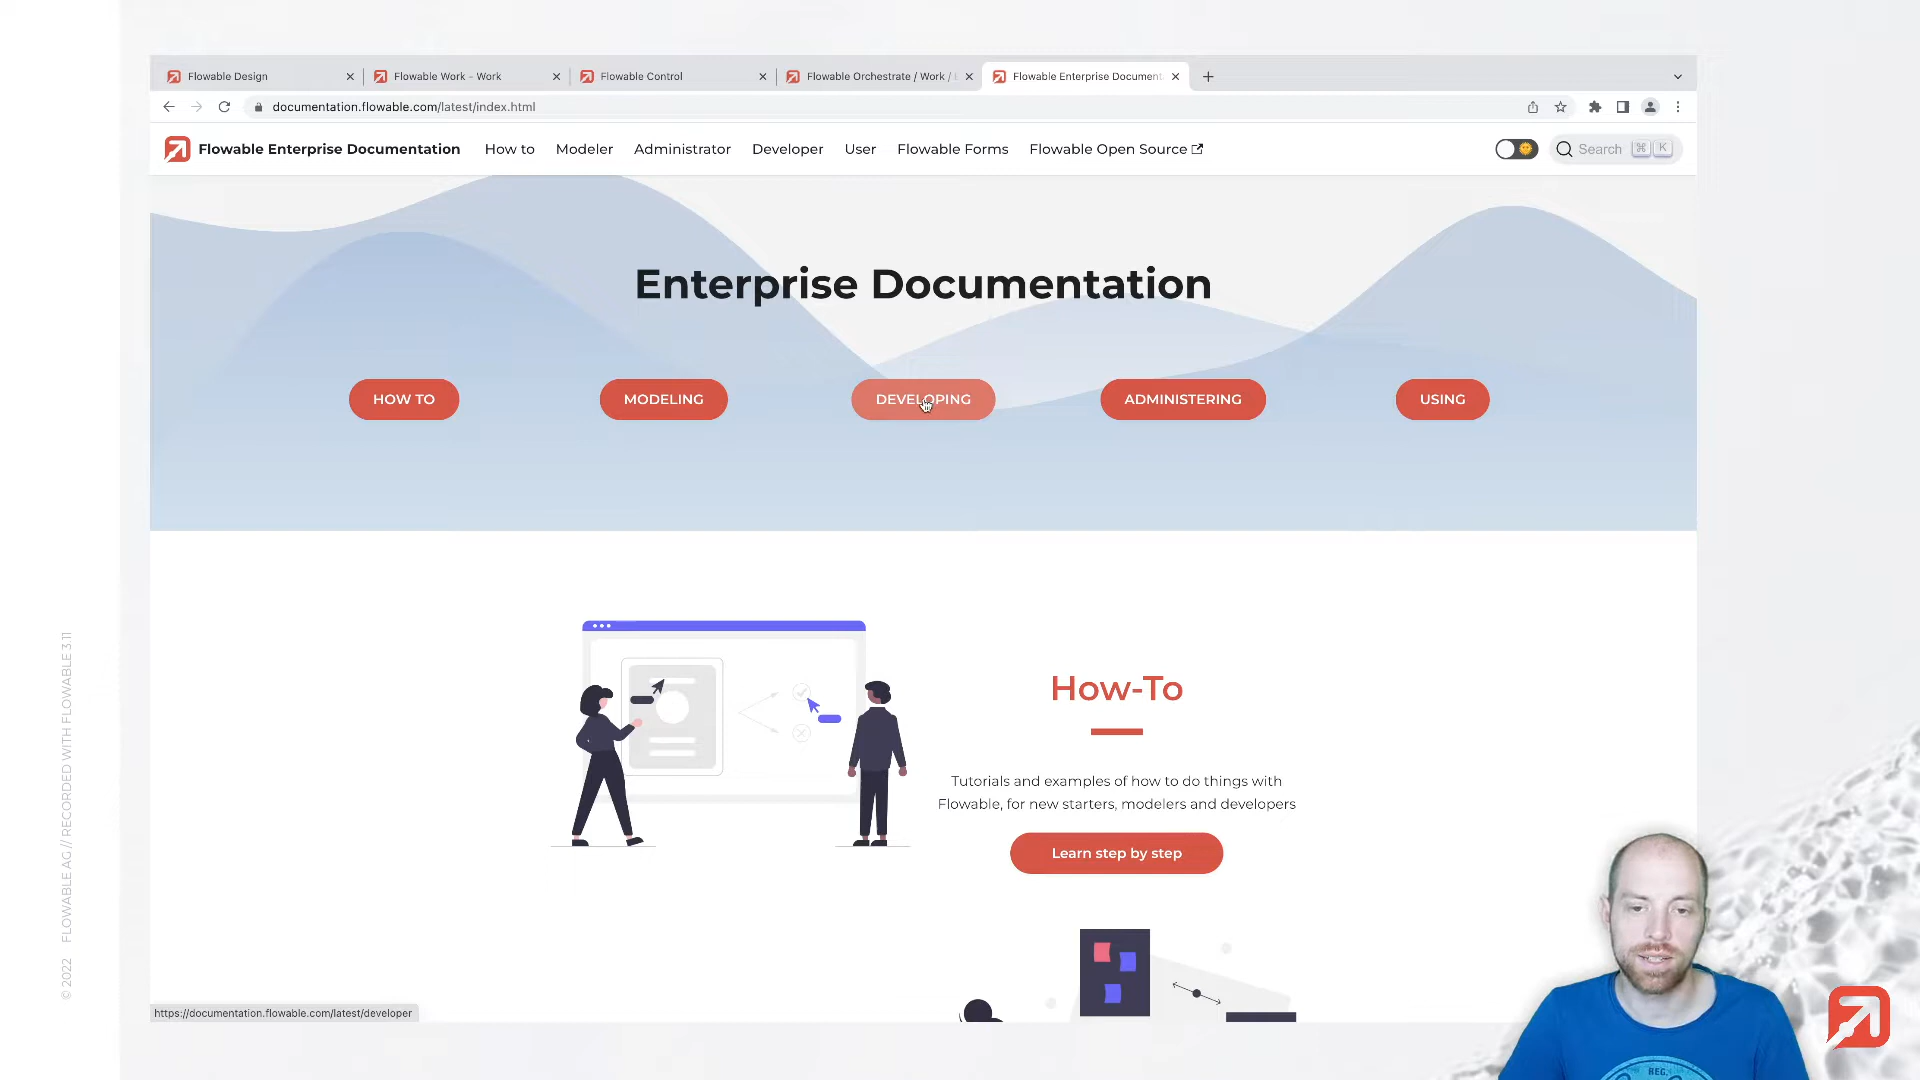 Flowable Design
Flowable Work – Work
Flowable Control
Flowable Orchestrate / Work /
Flowable Enterprise Document
documentation.flowable.com/latest/index.html
Flowable Enterprise Documentation
How to
Modeler
Administrator
Developer
User
Flowable Forms
Flowable Open Source
Search ⌘ K
Enterprise Documentation
HOW TO
MODELING
DEVELOPING
ADMINISTERING
USING
How-To
Tutorials and examples of how to do things with
Flowable, for new starters, modelers and developers
Learn step by step
https://documentation.flowable.com/latest/developer
© 2022 FLOWABLE AG // RECORDED WITH FLOWABLE 3.11
REG.